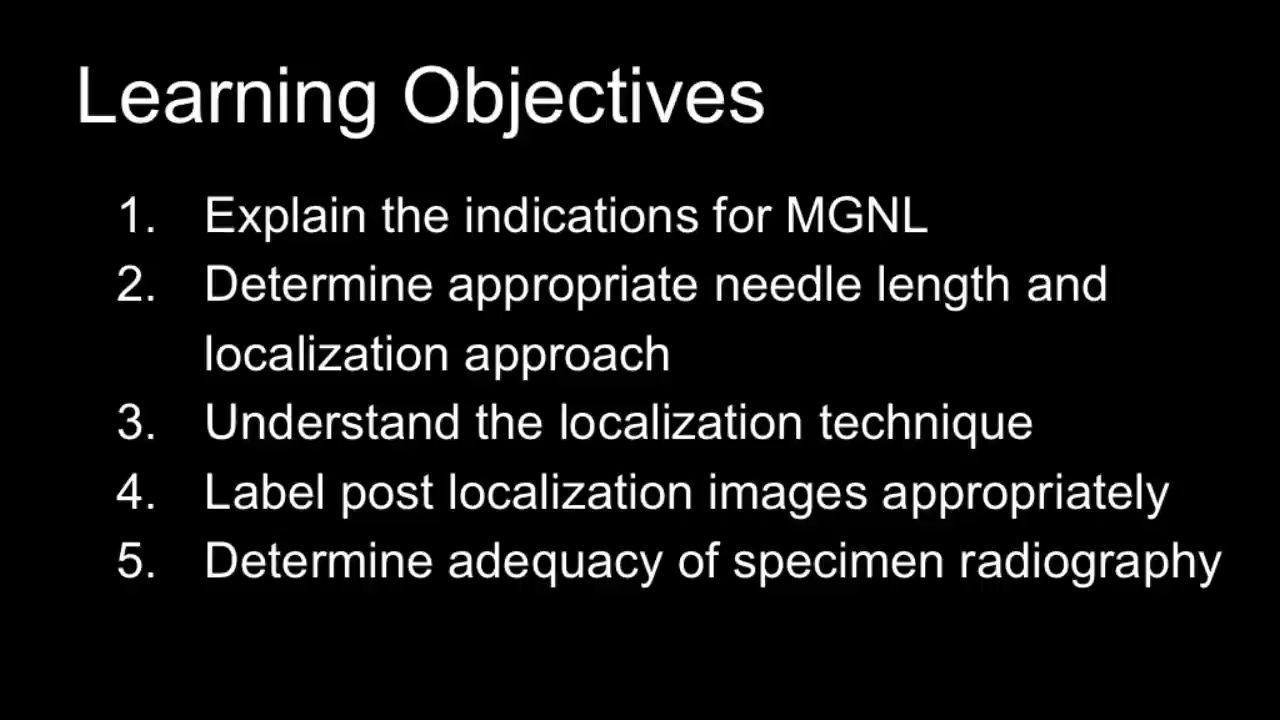 Learning Objectives
1. Explain the indications for MGNL
2. Determine appropriate needle length and
localization approach
3. Understand the localization technique
4. Label post localization images appropriately
5. Determine adequacy of specimen radiography